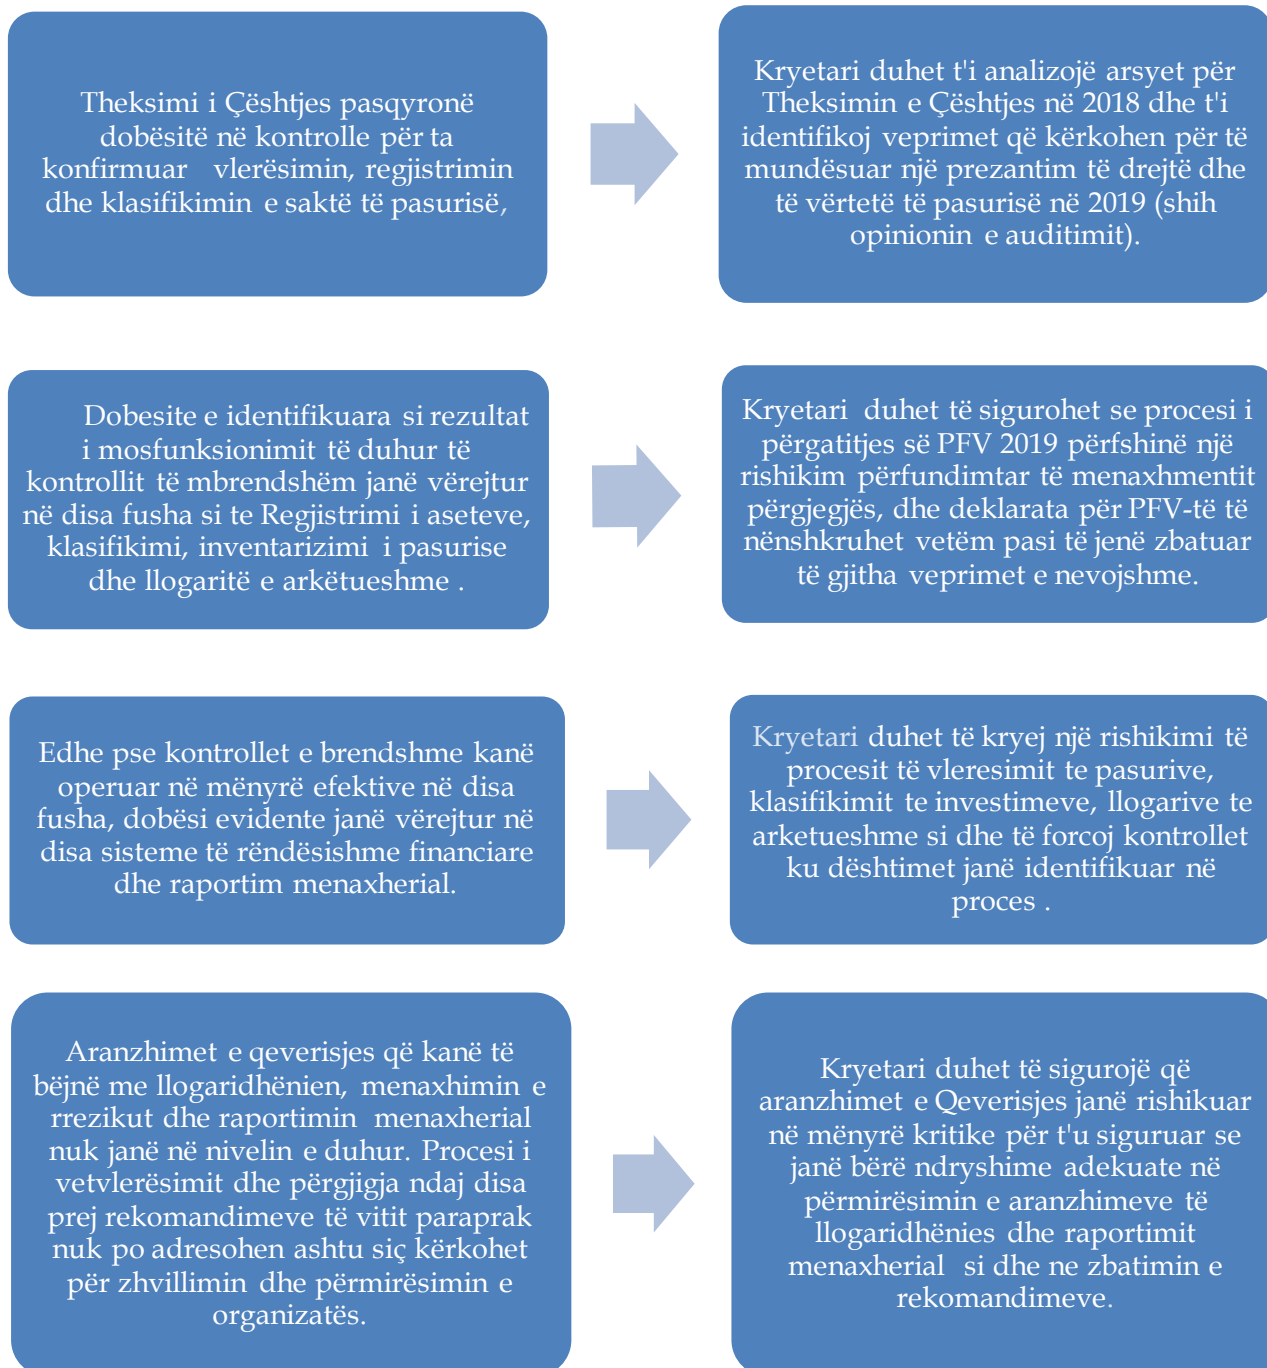 Theksimi i Çështjes pasqyronë
dobësitë në kontrolle për ta
konfirmuar vlerësimin, regjistrimin
dhe klasifikimin e saktë të pasurisë,
Kryetari duhet t'i analizojë arsyet për
Theksimin e Çështjes në 2018 dhe t'i
identifikoj veprimet që kërkohen për të
mundësuar një prezantim të drejtë dhe
të vërtetë të pasurisë në 2019 (shih
opinionin e auditimit).
Dobesite e identifikuara si rezultat
i mosfunksionimit të duhur të
kontrollit të mbrendshëm janë vërejtur
në disa fusha si te Regjistrimi i aseteve,
klasifikimi, inventarizimi i pasurise
dhe llogaritë e arkëtueshme .
Kryetari duhet të sigurohet se procesi i
përgatitjes së PFV 2019 përfshinë një
rishikim përfundimtar të menaxhmentit
përgjegjës, dhe deklarata për PFV-të të
nënshkruhet vetëm pasi të jenë zbatuar
të gjitha veprimet e nevojshme.
Edhe pse kontrollet e brendshme kanë
operuar në mënyrë efektive në disa
fusha, dobësi evidente janë vërejtur në
disa sisteme të rëndësishme financiare
dhe raportim menaxherial.
Kryetari duhet të kryej një rishikimi të
procesit të vleresimit te pasurive,
klasifikimit te investimeve, llogarive te
arketueshme si dhe të forcoj kontrollet
ku dështimet janë identifikuar në
proces .
Aranzhimet e qeverisjes që kanë të
bëjnë me llogaridhënien, menaxhimin e
rrezikut dhe raportimin menaxherial
nuk janë në nivelin e duhur. Procesi i
vetvlerësimit dhe përgjigja ndaj disa
prej rekomandimeve të vitit paraprak
nuk po adresohen ashtu siç kërkohet
për zhvillimin dhe përmirësimin e
organizatës.
Kryetari duhet të sigurojë që
aranzhimet e Qeverisjes janë rishikuar
në mënyrë kritike për t'u siguruar se
janë bërë ndryshime adekuate në
përmirësimin e aranzhimeve të
llogaridhënies dhe raportimit
menaxherial si dhe ne zbatimin e
rekomandimeve.